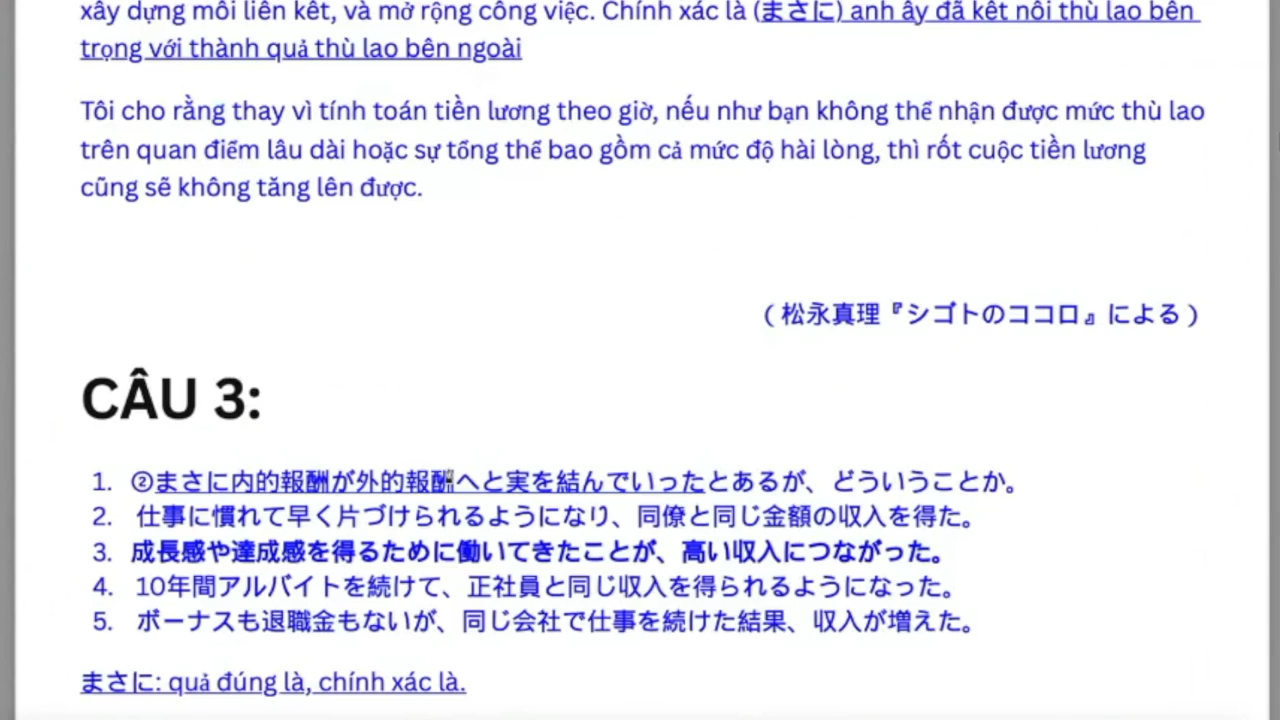 xây dựng mối liên kết, và mở rộng công việc. Chính xác là (まさに) anh ấy đã kết nối thù lao bên
trọng với thành quả thù lao bên ngoài
Tôi cho rằng thay vì tính toán tiền lương theo giờ, nếu như bạn không thể nhận được mức thù lao
trên quan điểm lâu dài hoặc sự tổng thể bao gồm cả mức độ hài lòng, thì rốt cuộc tiền lương
cũng sẽ không tăng lên được.
(松永真理『シゴトのココロ』による)
CÂU 3:
1. ②まさに内的報酬が外的報酬へと実を結んでいったとあるが、どういうことか。
2. 仕事に慣れて早く片づけられるようになり、同僚と同じ金額の収入を得た。
3. 成長感や達成感を得るために働いてきたことが、高い収入につながった。
4. 10年間アルバイトを続けて、正社員と同じ収入を得られるようになった。
5. ボーナスも退職金もないが、同じ会社で仕事を続けた結果、収入が増えた。
まさに: quả đúng là, chính xác là.